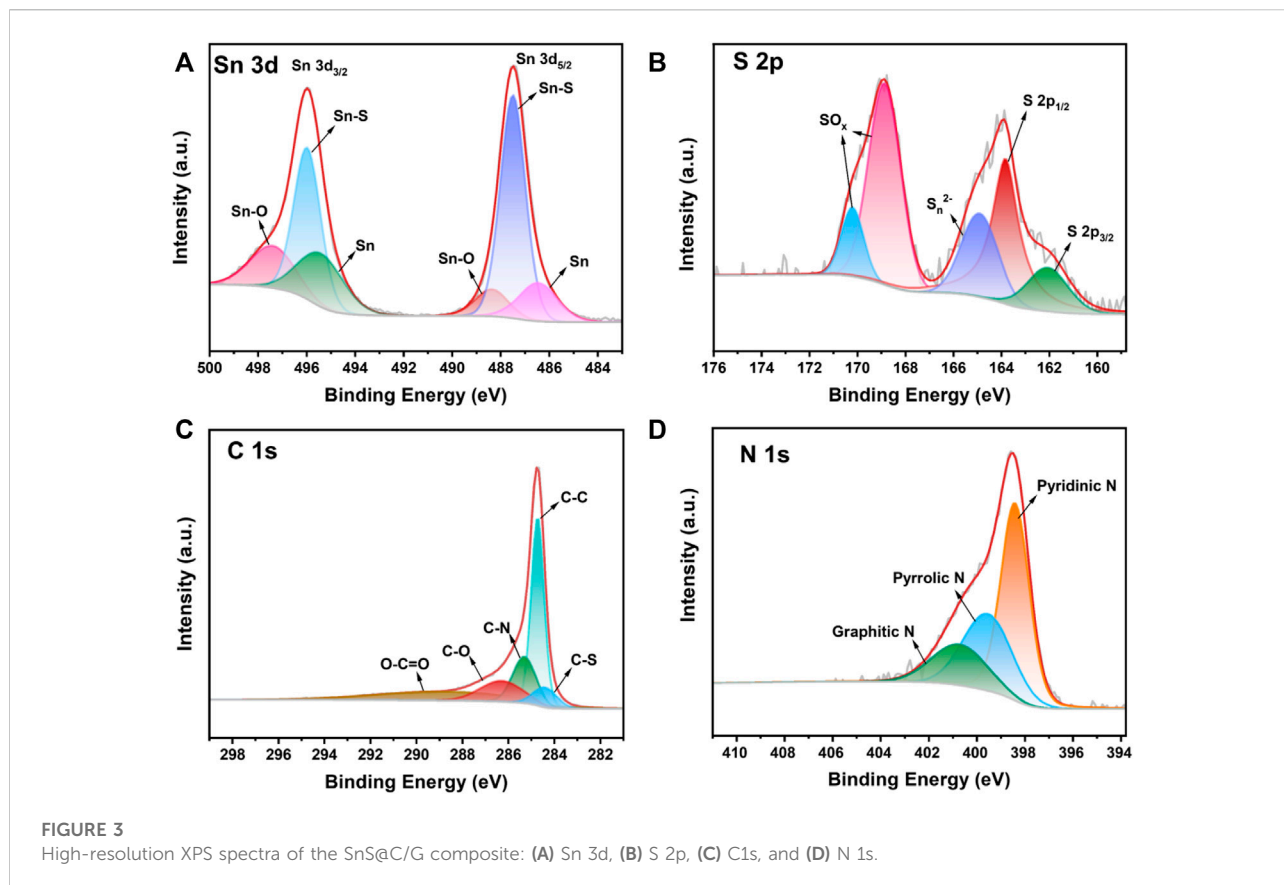 A
Sn 3d
Sn 3d3/2
Sn-S
Sn-O
Sn
Sn 3d5/2
Sn-S
Sn-O
Sn
Intensity (a.u.)
500 498 496 494 492 490 488 486 484
Binding Energy (eV)
B
S 2p
SOx
S 2p1/2
Sn2-
S 2p3/2
Intensity (a.u.)
176 174 172 170 168 166 164 162 160
Binding Energy (eV)
C
C 1s
C-C
C-N
C-O
O-C=O
C-S
Intensity (a.u.)
298 296 294 292 290 288 286 284 282
Binding Energy (eV)
D
N 1s
Pyridinic N
Pyrrolic N
Graphitic N
Intensity (a.u.)
410 408 406 404 402 400 398 396 394
Binding Energy (eV)
FIGURE 3
High-resolution XPS spectra of the SnS@C/G composite: (A) Sn 3d, (B) S 2p, (C) C1s, and (D) N 1s.